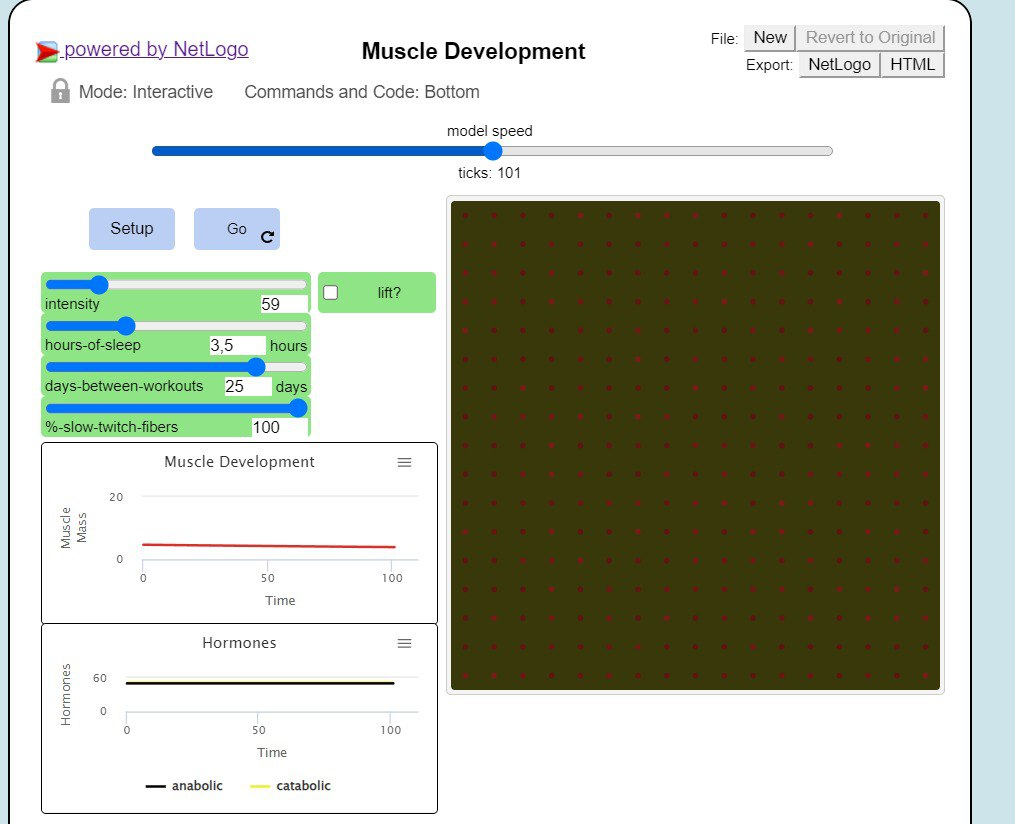 powered by NetLogo
Muscle Development
File: New Revert to Original
Export: NetLogo HTML
Mode: Interactive Commands and Code: Bottom
model speed
ticks: 101
Setup
Go
intensity 59
lift?
hours-of-sleep 3,5 hours
days-between-workouts 25 days
%-slow-twitch-fibers 100
Muscle Development
Muscle
Mass
20
0
0 50 100
Time
Hormones
Hormones
60
0
0 50 100
Time
anabolic catabolic